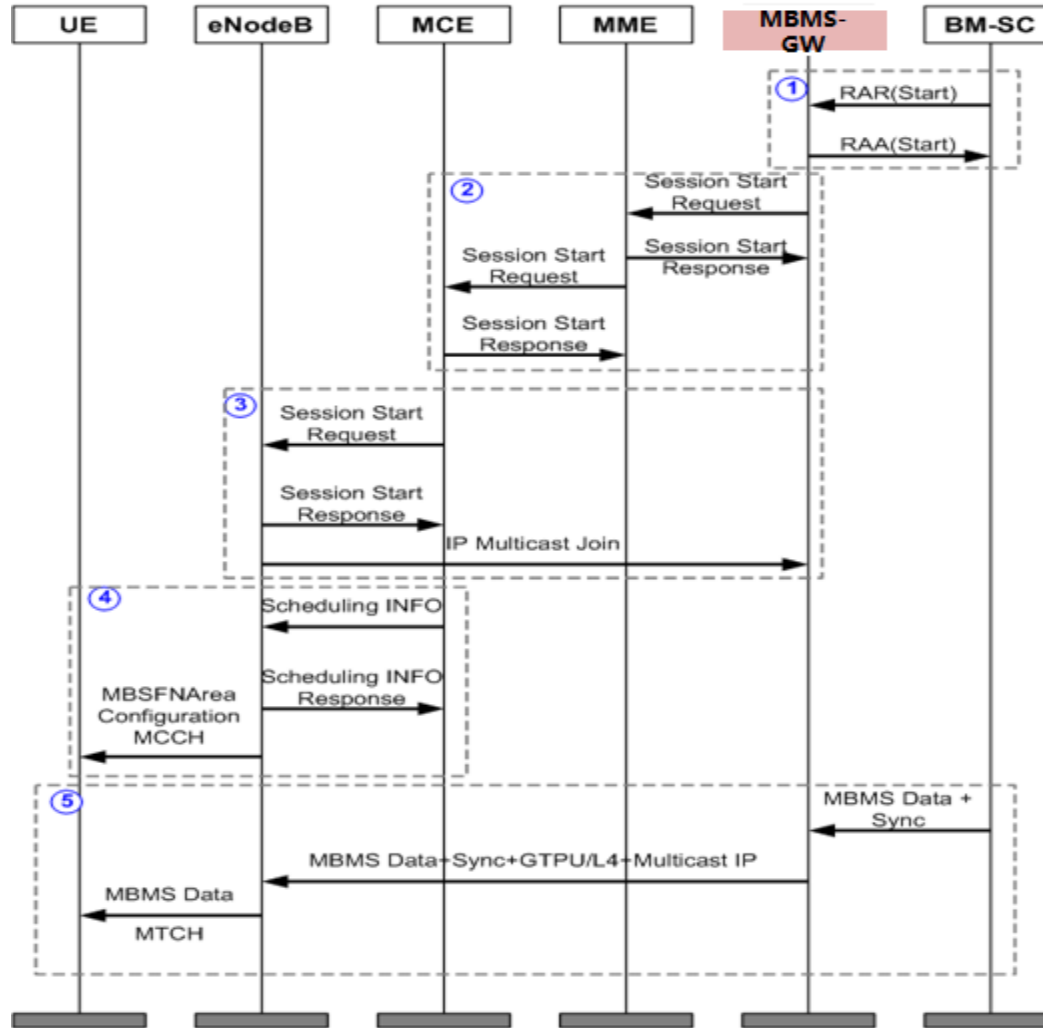 UE
eNodeB
MCE
MME
MBMS-
GW
BM-SC
1
RAR(Start)
RAA(Start)
2
Session Start
Request
Session Start
Response
Session Start
Request
Session Start
Response
3
Session Start
Request
Session Start
Response
IP Multicast Join
4
Scheduling INFO
Scheduling INFO
Response
MBSFNArea
Configuration
MCCH
5
MBMS Data +
Sync
MBMS Data+Sync+GTPU/L4+Multicast IP
MBMS Data
MTCH